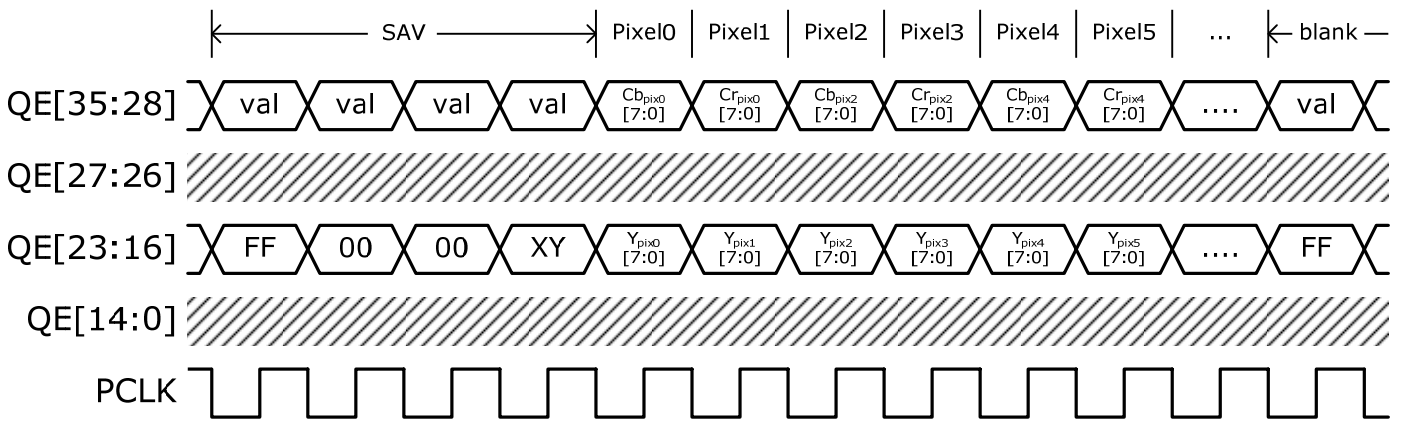 SAV Pixel0 Pixel1 Pixel2 Pixel3 Pixel4 Pixel5 ... blank
QE[35:28] val val val val Cbpix0 [7:0] Crpix0 [7:0] Cbpix2 [7:0] Crpix2 [7:0] Cbpix4 [7:0] Crpix4 [7:0] .... val
QE[27:26]
QE[23:16] FF 00 00 XY Ypix0 [7:0] Ypix1 [7:0] Ypix2 [7:0] Ypix3 [7:0] Ypix4 [7:0] Ypix5 [7:0] .... FF
QE[14:0]
PCLK